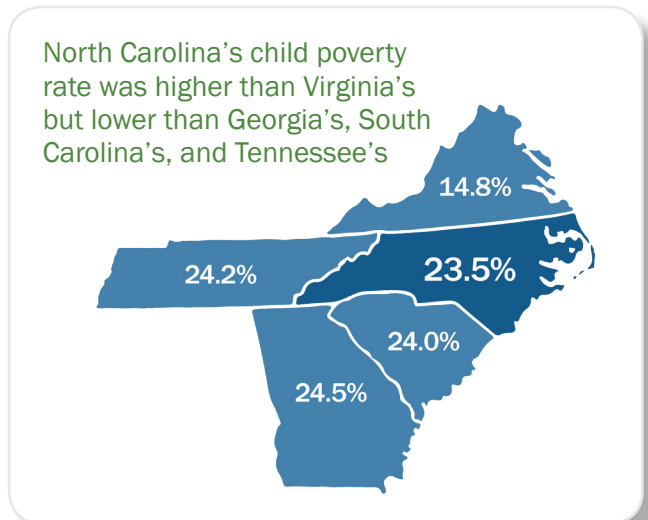 North Carolina’s child poverty
rate was higher than Virginia’s
but lower than Georgia’s, South
Carolina’s, and Tennessee’s
14.8%
24.2%
23.5%
24.0%
24.5%